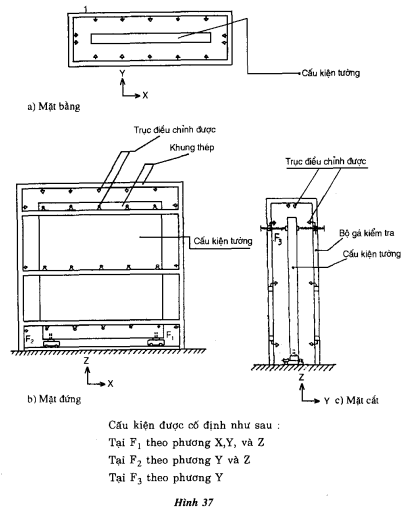 1
Cấu kiện tường
Y
X
a) Mặt bằng
Trục điều chỉnh được
Khung thép
Cấu kiện tường
F2
F1
Z
X
b) Mặt đứng
Trục điều chỉnh được
F3
Bộ gá kiểm tra
Cấu kiện tường
Z
Y
c) Mặt cắt
Cấu kiện được cố định như sau :
Tại F1 theo phương X,Y, và Z
Tại F2 theo phương Y và Z
Tại F3 theo phương Y
Hình 37